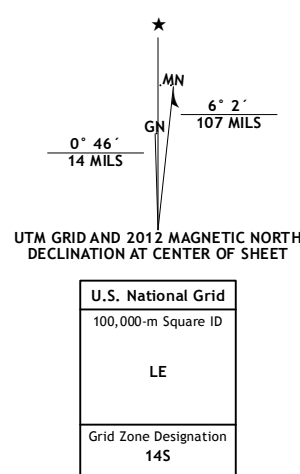 ★
MN
6° 2´
107 MILS
GN
0° 46´
14 MILS
UTM GRID AND 2012 MAGNETIC NORTH
DECLINATION AT CENTER OF SHEET
U.S. National Grid
100,000-m Square ID
LE
Grid Zone Designation
14S